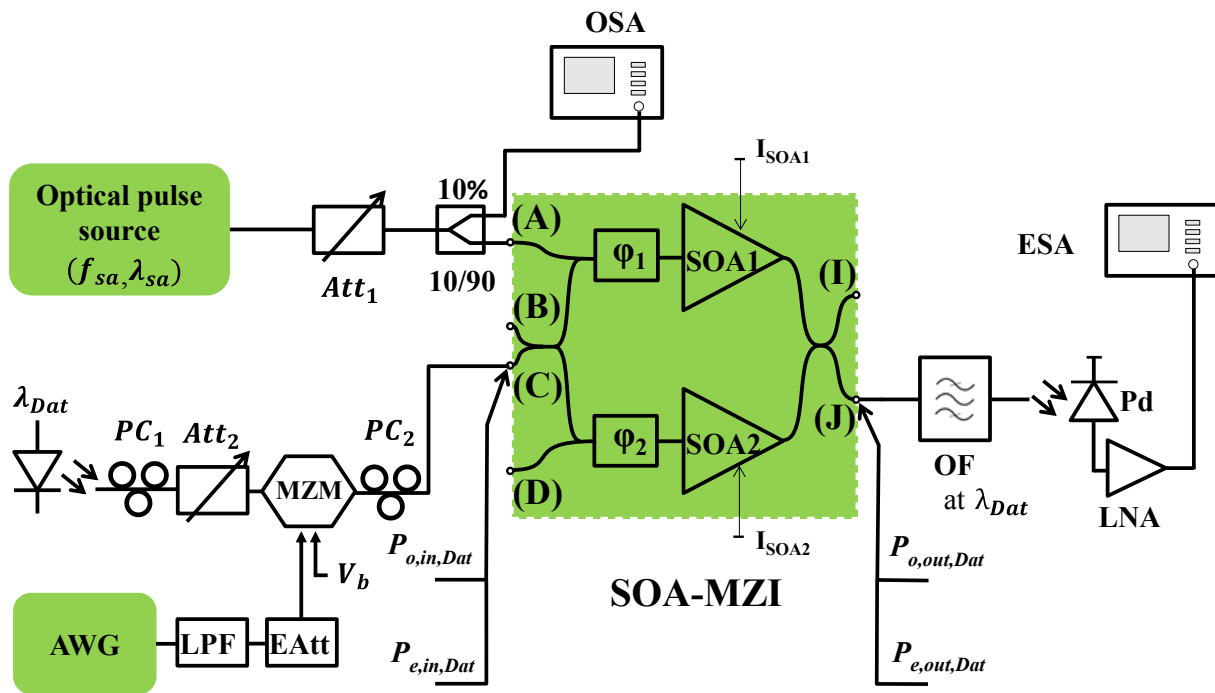 OSA
I_SOA1
Optical pulse
source
(f_sa,λ_sa)
10%
Att_1
10/90
(A)
(B)
(C)
(D)
φ_1
SOA1
φ_2
SOA2
(I)
(J)
ESA
λ_Dat
PC_1
Att_2
MZM
PC_2
V_b
AWG
LPF
EAtt
P_o,in,Dat
P_e,in,Dat
I_SOA2
SOA-MZI
P_o,out,Dat
P_e,out,Dat
OF
at λ_Dat
Pd
LNA